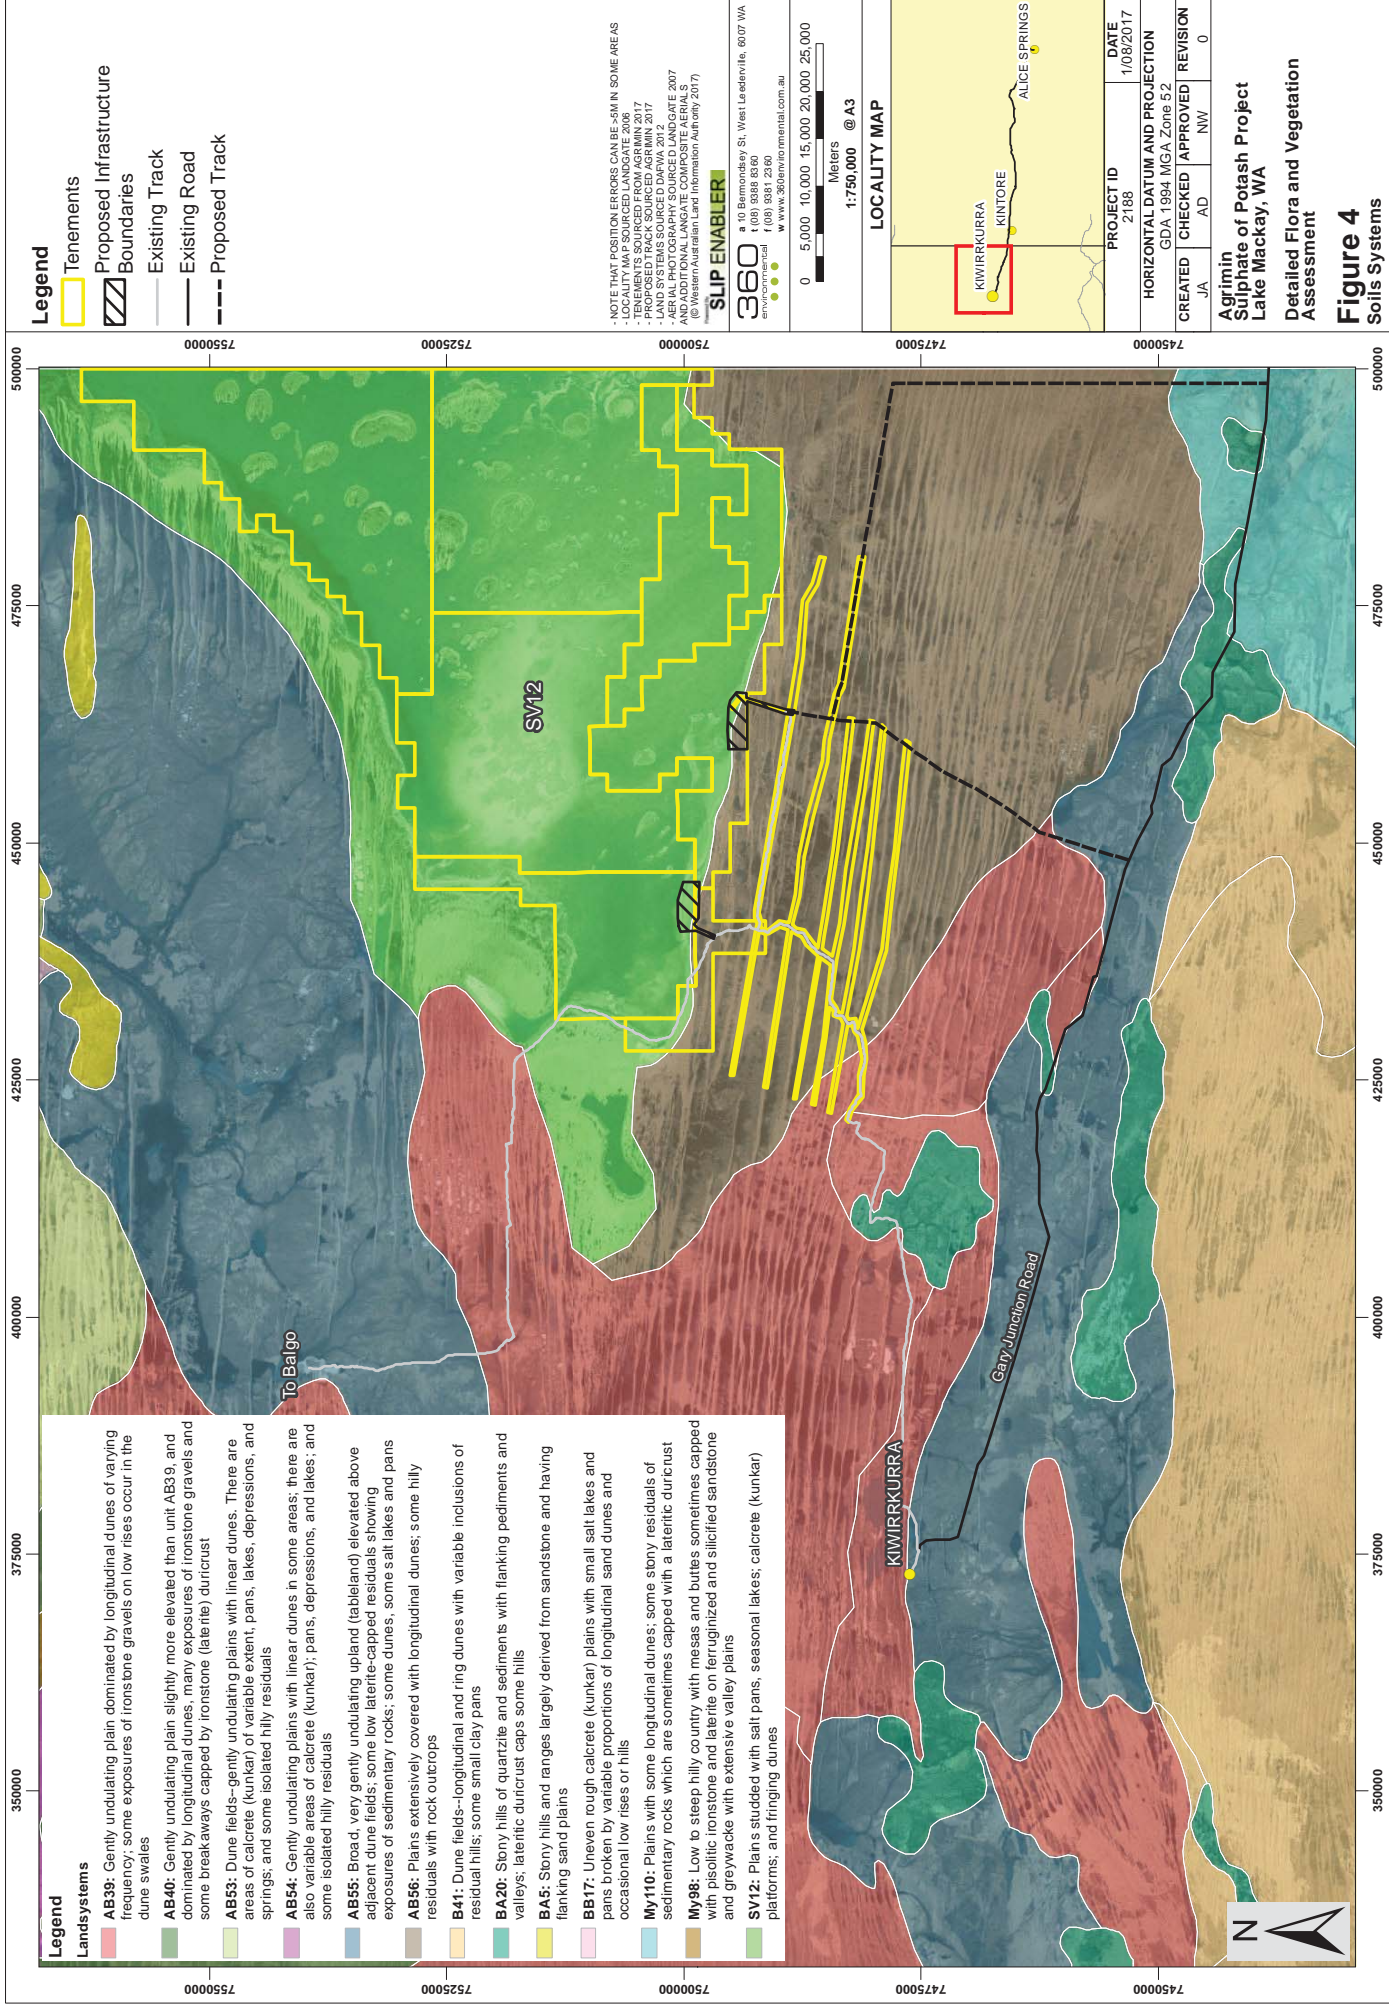 350000
375000
400000
425000
450000
475000
500000
7550000
7525000
7500000
7475000
7450000
7550000
7525000
7500000
7475000
7450000
350000
375000
400000
425000
450000
475000
500000
To Balgo
SV12
KIWIRRKURRA
Gary Junction Road
N
Legend
Landsystems
AB39: Gently undulating plain dominated by longitudinal dunes of varying
frequency; some exposures of ironstone gravels on low rises occur in the
dune swales
AB40: Gently undulating plain slightly more elevated than unit AB39, and
dominated by longitudinal dunes, many exposures of ironstone gravels and
some breakaways capped by ironstone (laterite) duricrust
AB53: Dune fields--gently undulating plains with linear dunes. There are
areas of calcrete (kunkar) of variable extent, pans, lakes, depressions, and
springs; and some isolated hilly residuals
AB54: Gently undulating plains with linear dunes in some areas; there are
also variable areas of calcrete (kunkar); pans, depressions, and lakes; and
some isolated hilly residuals
AB55: Broad, very gently undulating upland (tableland) elevated above
adjacent dune fields; some low laterite-capped residuals showing
exposures of sedimentary rocks; some dunes, some salt lakes and pans
AB56: Plains extensively covered with longitudinal dunes; some hilly
residuals with rock outcrops
B41: Dune fields--longitudinal and ring dunes with variable inclusions of
residual hills; some small clay pans
BA20: Stony hills of quartzite and sediments with flanking pediments and
valleys; lateritic duricrust caps some hills
BA5: Stony hills and ranges largely derived from sandstone and having
flanking sand plains
BB17: Uneven rough calcrete (kunkar) plains with small salt lakes and
pans broken by variable proportions of longitudinal sand dunes and
occasional low rises or hills
My110: Plains with some longitudinal dunes; some stony residuals of
sedimentary rocks which are sometimes capped with a lateritic duricrust
My98: Low to steep hilly country with mesas and buttes sometimes capped
with pisolitic ironstone and laterite on ferruginized and silicified sandstone
and greywacke with extensive valley plains
SV12: Plains studded with salt pans, seasonal lakes; calcrete (kunkar)
platforms; and fringing dunes
Legend
Tenements
Proposed Infrastructure
Boundaries
Existing Track
Existing Road
Proposed Track
- NOTE THAT POSITION ERRORS CAN BE >5M IN SOME AREAS
- LOCALITY MAP SOURCED LANDGATE 2006
- TENEMENTS SOURCED FROM AGRIMIN 2017
- PROPOSED TRACK SOURCED AGRIMIN 2017
- LAND SYSTEMS SOURCED DAFWA 2012
- AERIAL PHOTOGRAPHY SOURCED LANDGATE 2007
AND ADDITIONAL LANGATE COMPOSITE AERIALS
(© Western Australian Land Information Authority 2017)
Powered by
SLIP ENABLER
360
environmental
a 10 Bermondsey St, West Leederville, 6007 WA
t (08) 9388 8360
f (08) 9381 2360
w www.360environmental.com.au
0 5,000 10,000 15,000 20,000 25,000
Meters
1:750,000 @ A3
LOCALITY MAP
KIWIRRKURRA
KINTORE
ALICE SPRINGS
PROJECT ID
2188
DATE
1/08/2017
HORIZONTAL DATUM AND PROJECTION
GDA 1994 MGA Zone 52
CREATED CHECKED APPROVED REVISION
JA AD NW 0
Agrimin
Sulphate of Potash Project
Lake Mackay, WA
Detailed Flora and Vegetation
Assessment
Figure 4
Soils Systems